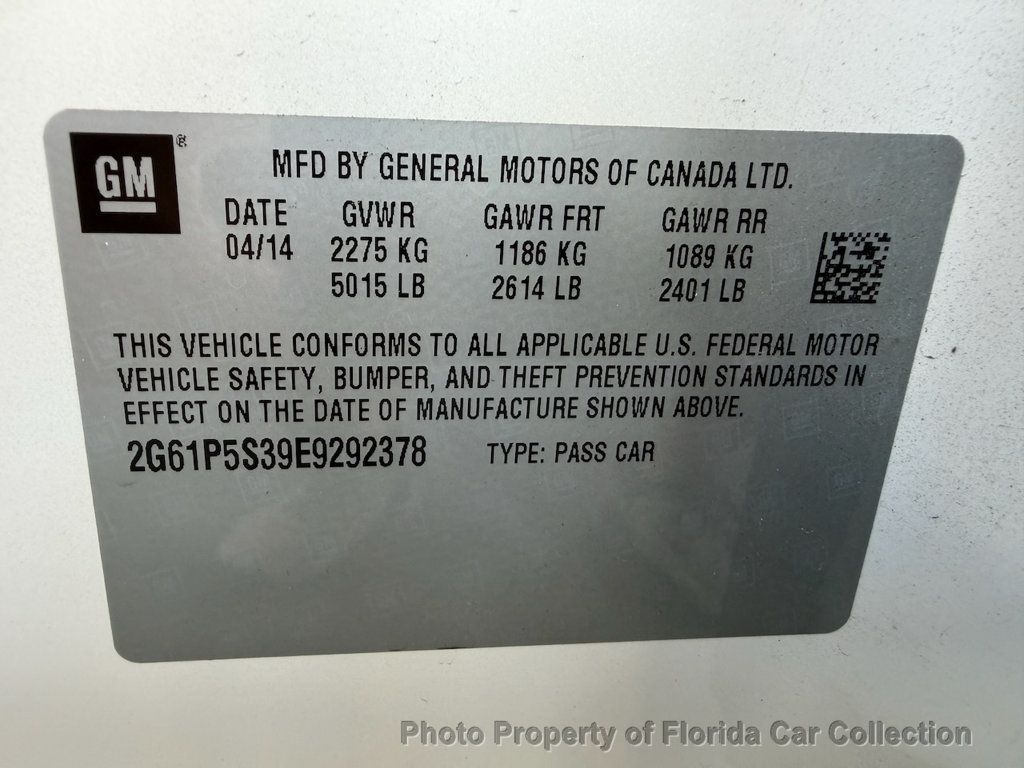 GM ®
MFD BY GENERAL MOTORS OF CANADA LTD.
DATE GVWR GAWR FRT GAWR RR
04/14 2275 KG 1186 KG 1089 KG
5015 LB 2614 LB 2401 LB
THIS VEHICLE CONFORMS TO ALL APPLICABLE U.S. FEDERAL MOTOR
VEHICLE SAFETY, BUMPER, AND THEFT PREVENTION STANDARDS IN
EFFECT ON THE DATE OF MANUFACTURE SHOWN ABOVE.
2G61P5S39E9292378 TYPE: PASS CAR
Photo Property of Florida Car Collection